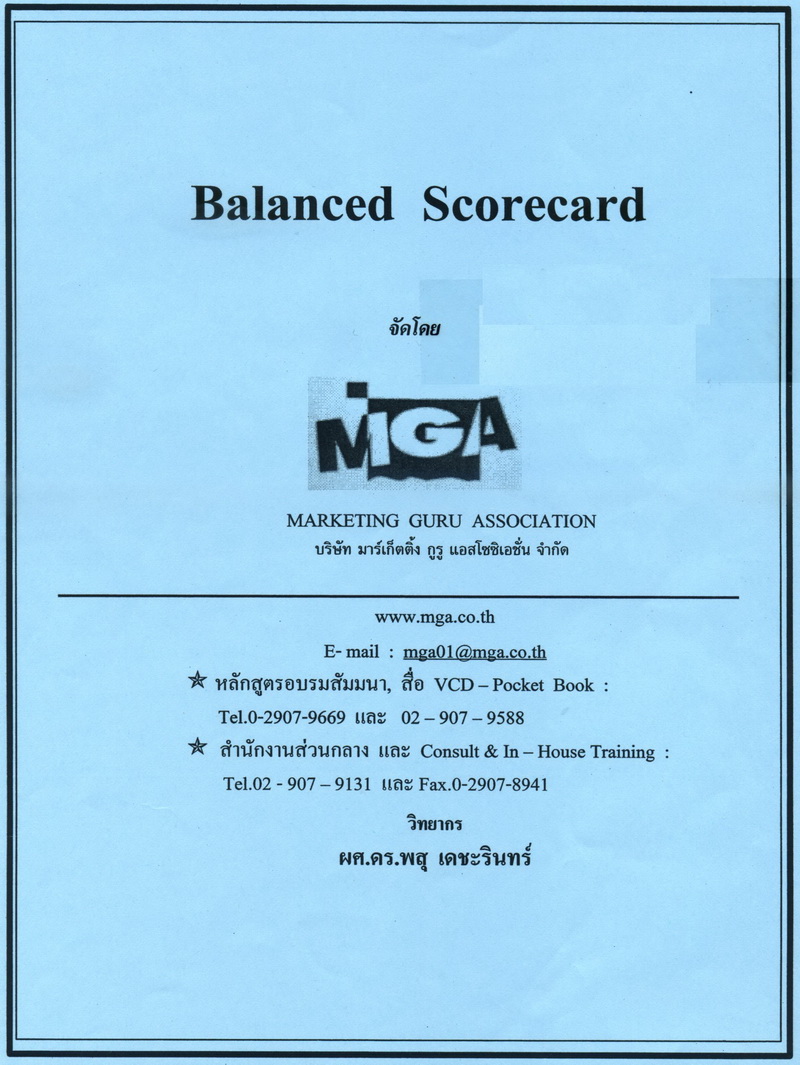 Balanced Scorecard
จัดโดย
MGA
MARKETING GURU ASSOCIATION
บริษัท มาร์เก็ตติ้ง กูรู แอสโซซิเอชั่น จำกัด
www.mga.co.th
E- mail : mga01@mga.co.th
หลักสูตรอบรมสัมมนา, สื่อ VCD – Pocket Book :
Tel.0-2907-9669 และ 02 – 907 – 9588
สำนักงานส่วนกลาง และ Consult & In – House Training :
Tel.02 - 907 – 9131 และ Fax.0-2907-8941
วิทยากร
ผศ.ดร.พสุ เดชะรินทร์